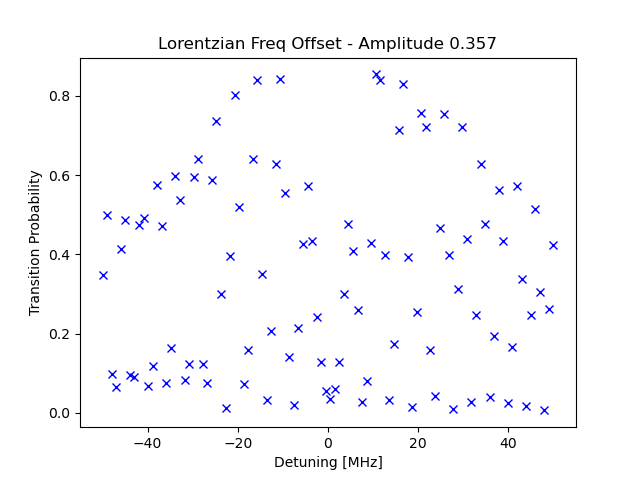 Lorentzian Freq Offset - Amplitude 0.357
0.8
0.6
0.4
0.2
0.0
Transition Probability
−40 −20 0 20 40
Detuning [MHz]